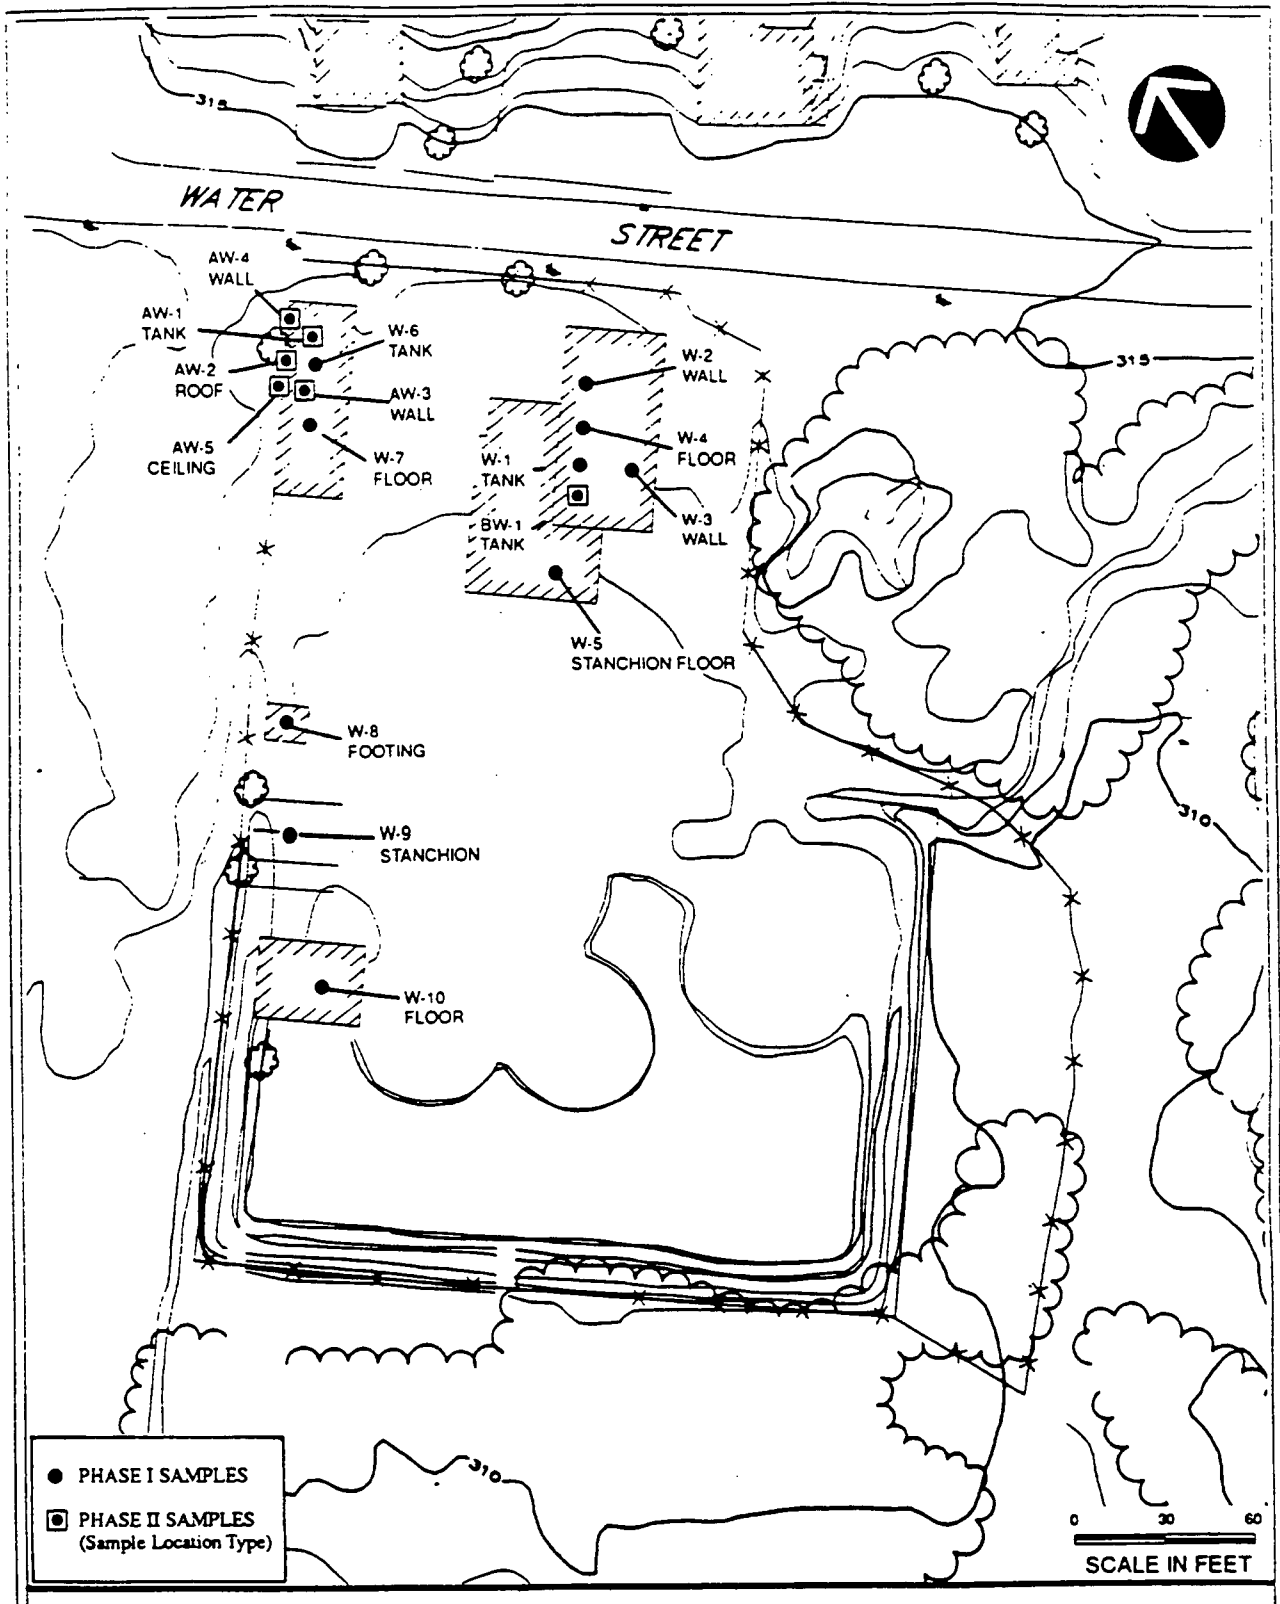 315
WATER
STREET
AW-4
WALL
AW-1
TANK
W-6
TANK
AW-2
ROOF
AW-3
WALL
AW-5
CEILING
W-7
FLOOR
W-2
WALL
315
W-4
FLOOR
W-1
TANK
W-3
WALL
BW-1
TANK
W-5
STANCHION FLOOR
W-8
FOOTING
310
W-9
STANCHION
W-10
FLOOR
310
PHASE I SAMPLES
PHASE II SAMPLES
(Sample Location Type)
0 30 60
SCALE IN FEET